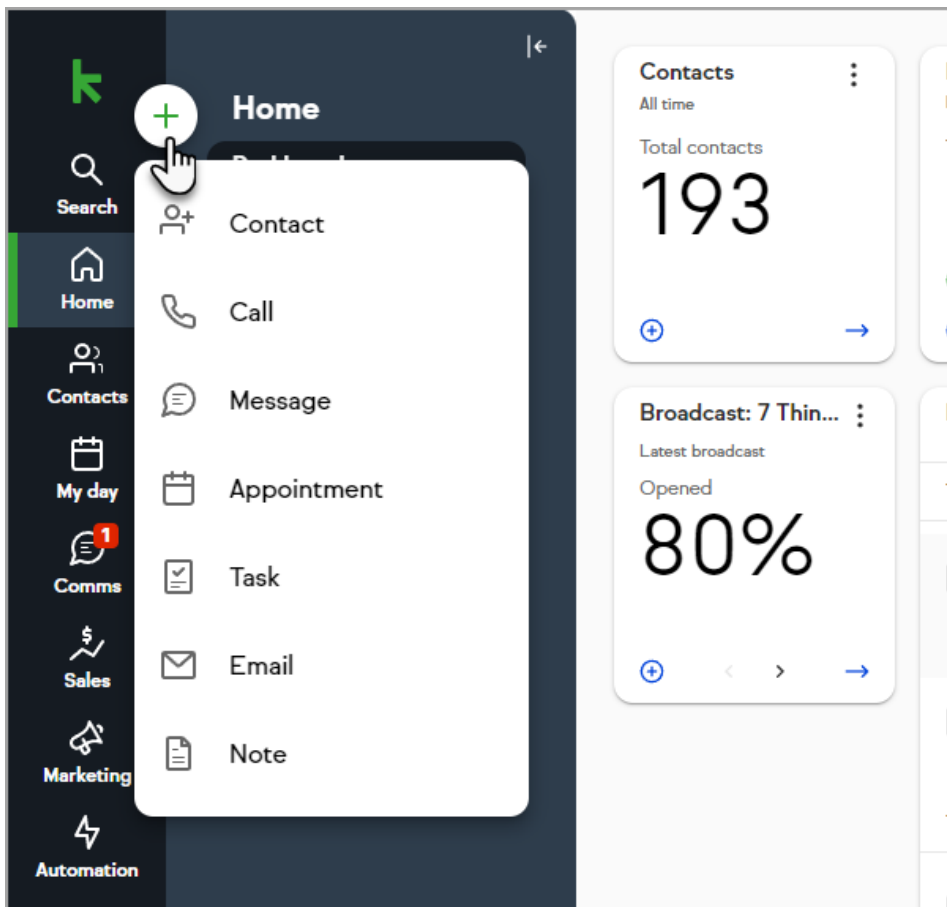 Search
Home
Contacts
My day
1
Comms
Sales
Marketing
Automation
Home
Contact
Call
Message
Appointment
Task
Email
Note
Contacts
All time
Total contacts
193
Broadcast: 7 Thin...
Latest broadcast
Opened
80%